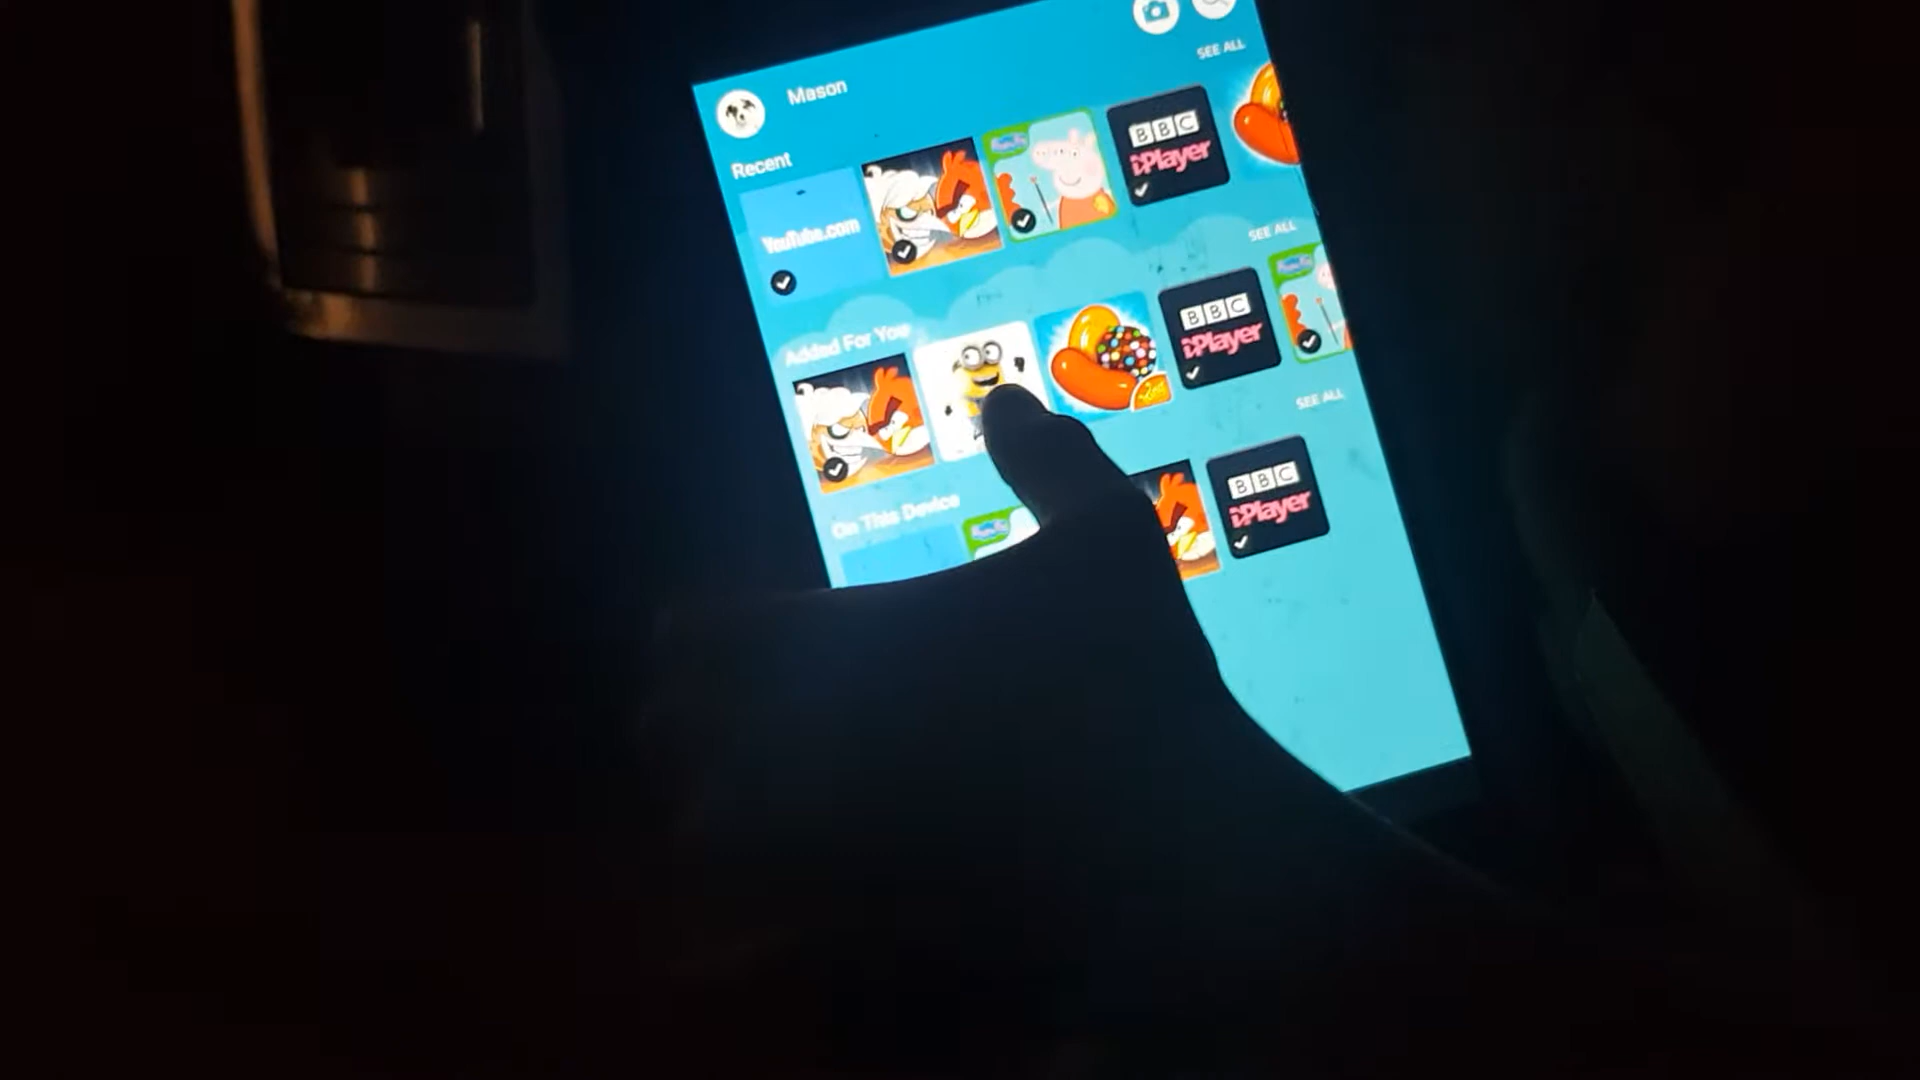 Mason
SEE ALL
Recent
YouTube.com
BBC
iPlayer
SEE ALL
Added For You
BBC
iPlayer
SEE ALL
On This Device
BBC
iPlayer